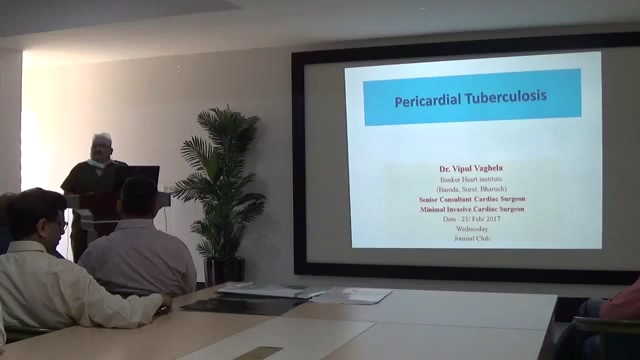 Pericardial Tuberculosis
Dr. Vipul Vaghela
Banker Heart institute
(Baroda, Surat, Bharuch)
Senior Consultant Cardiac Surgeon
Minimal Invasive Cardiac Surgeon
Date : 21/ Feb/ 2017
Wednesday
Journal Club